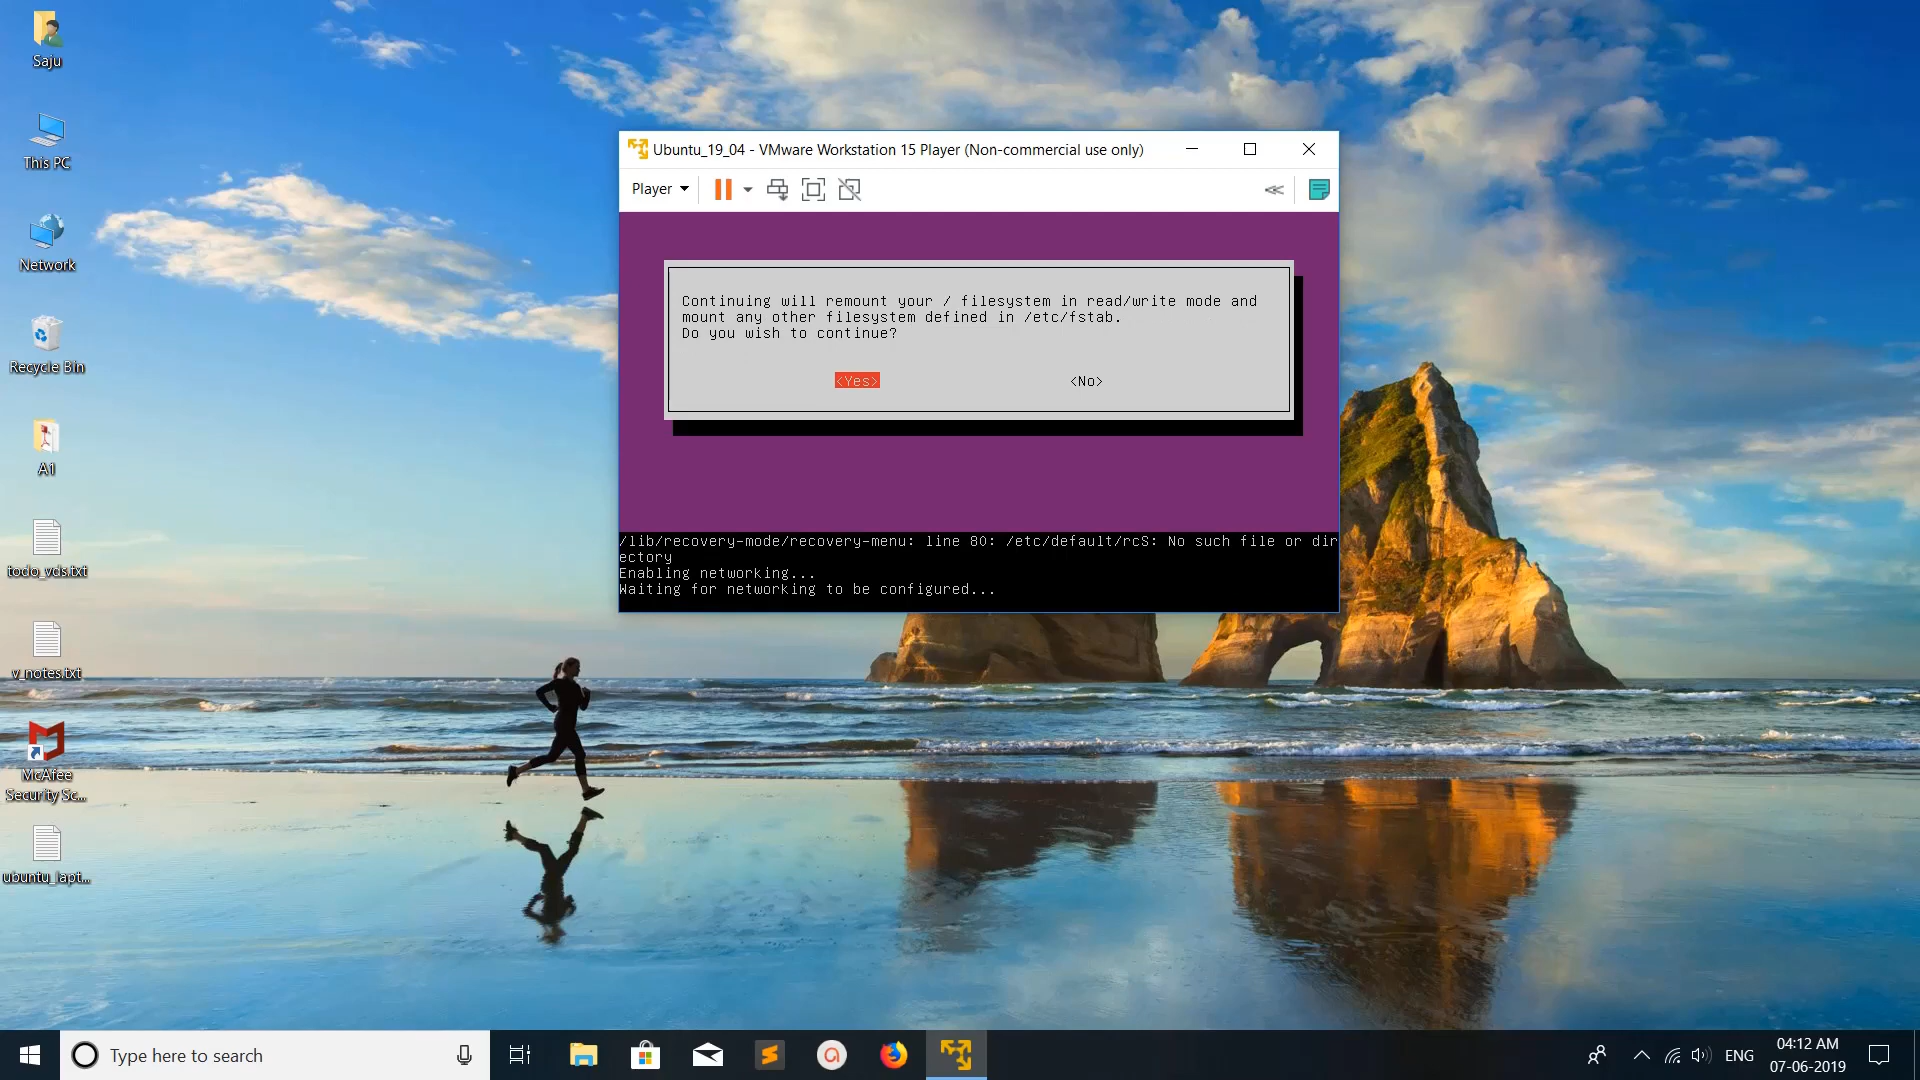 Saju
This PC
Network
Recycle Bin
A1
todo_vds.txt
v_notes.txt
McAfee
Security Sc...
ubuntu_lapt...
Ubuntu_19_04 - VMware Workstation 15 Player (Non-commercial use only)
Player
Continuing will remount your / filesystem in read/write mode and
mount any other filesystem defined in /etc/fstab.
Do you wish to continue?
<Yes> <No>
/lib/recovery-mode/recovery-menu: line 80: /etc/default/rcS: No such file or dir
ectory
Enabling networking...
Waiting for networking to be configured...
Type here to search
ENG
04:12 AM
07-06-2019